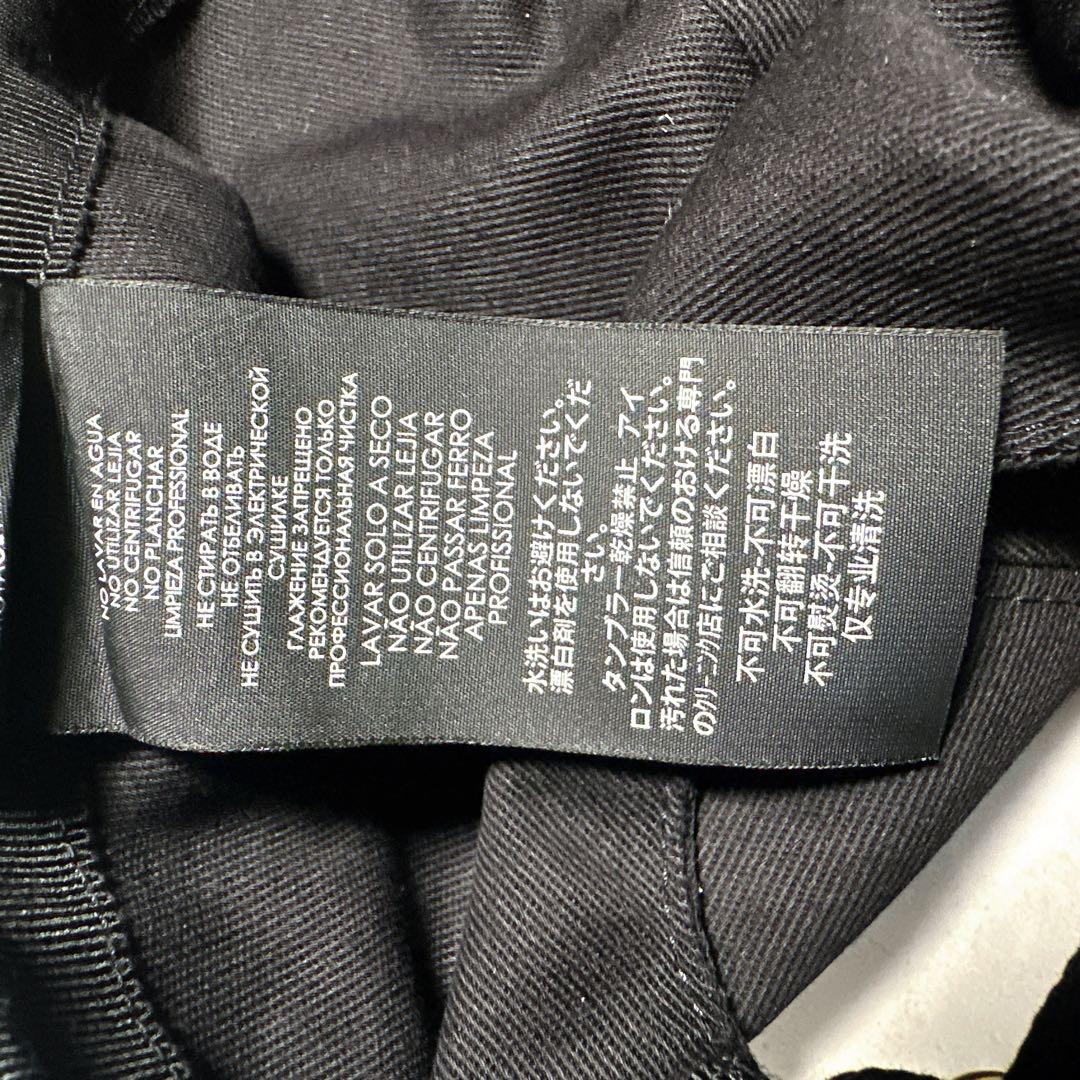 NO LAVAR EN AGUA
NO UTILIZAR LEJIA
NO CENTRIFUGAR
NO PLANCHAR
LIMPIEZA PROFESSIONAL
НЕ СТИРАТЬ В ВОДЕ
НЕ ОТБЕЛИВАТЬ
НЕ СУШИТЬ В ЭЛЕКТРИЧЕСКОЙ
СУШИЛКЕ
ГЛАЖЕНИЕ ЗАПРЕШЕНО
РЕКОМЕНДУЕТСЯ ТОЛЬКО
ПРОФЕССИОНАЛЬНАЯ ЧИСТКА
LAVAR SOLO A SECO
NÃO UTILIZAR LEJIA
NÃO CENTRIFUGAR
NÃO PASSAR FERRO
APENAS LIMPEZA
PROFISSIONAL
水洗いはお避けください。
漂白剤を使用しないでくだ
さい。
タンブラー乾燥禁止 アイ
ロンは使用しないでください。
汚れた場合は信頼のおける専門
のクリーニング店にご相談ください。
不可水洗-不可漂白
不可翻转干燥
不可熨烫-不可干洗
仅专业清洗